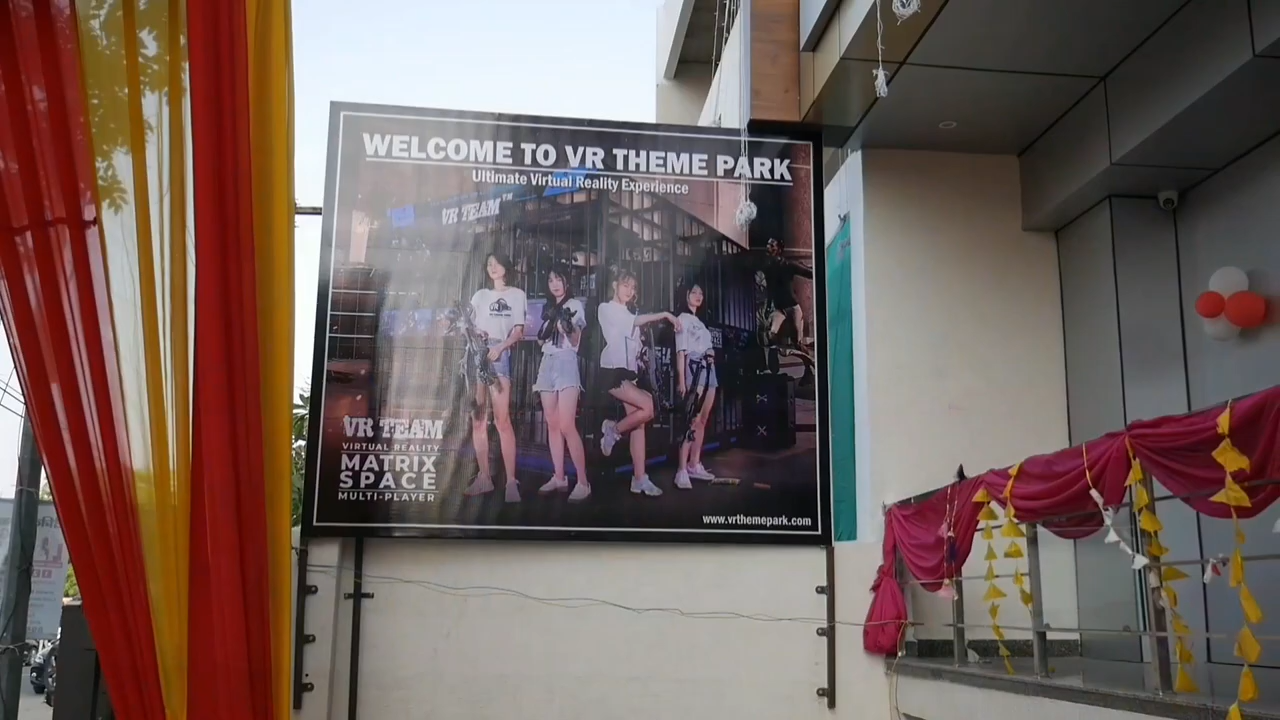 WELCOME TO VR THEME PARK
Ultimate Virtual Reality Experience
VR TEAM
VR TEAM
VIRTUAL REALITY
MATRIX
SPACE
MULTI-PLAYER
www.vrthemepark.com